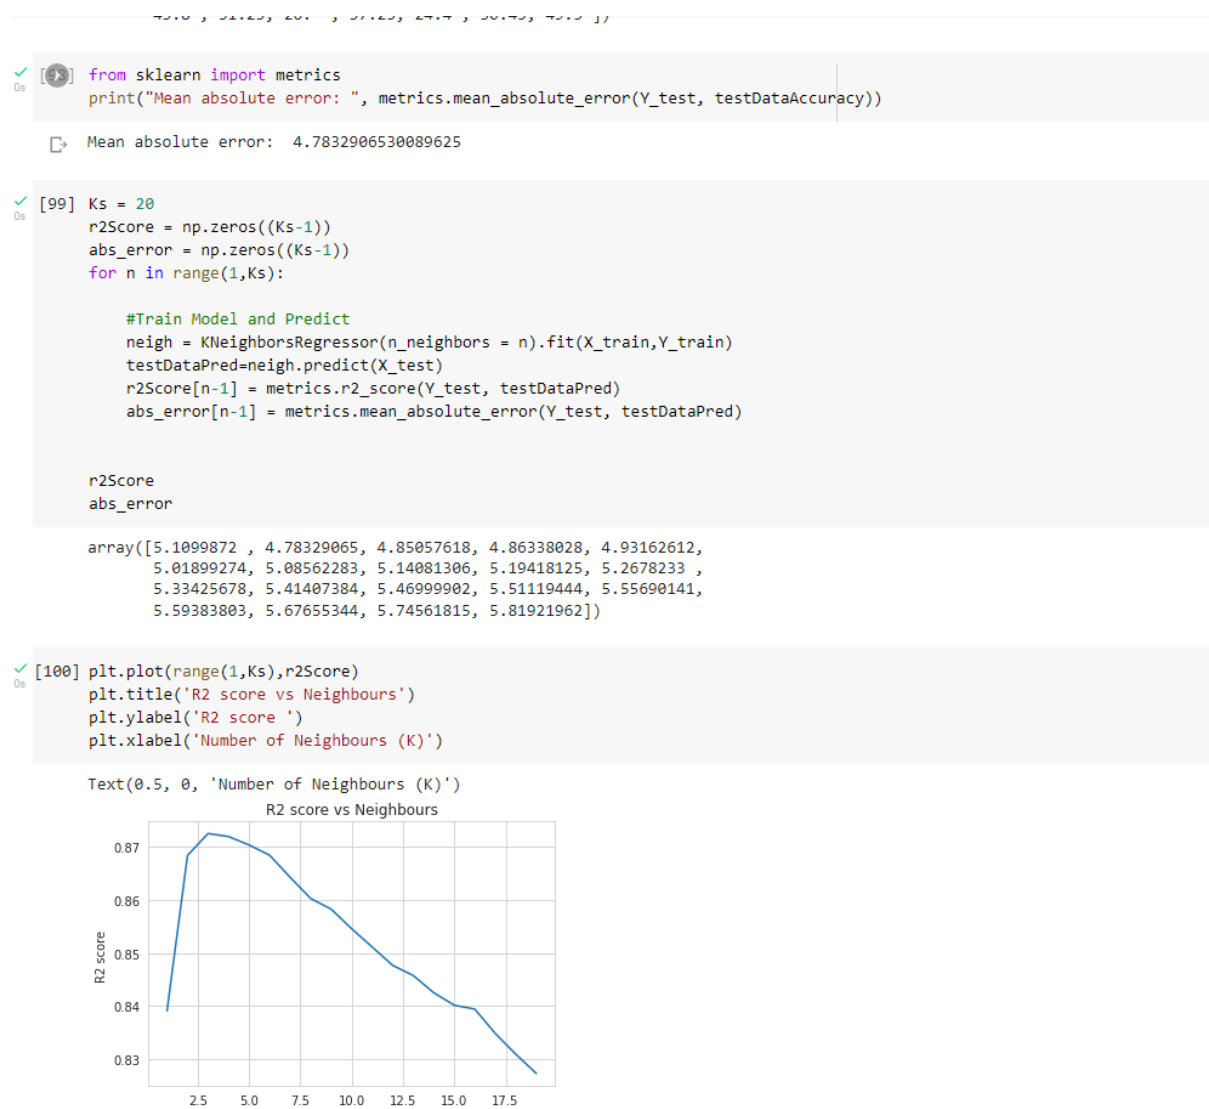 from sklearn import metrics
print("Mean absolute error: ", metrics.mean_absolute_error(Y_test, testDataAccuracy))
0s
Mean absolute error:  4.7832906530089625
[99] Ks = 20
0s
r2Score = np.zeros((Ks-1))
abs_error = np.zeros((Ks-1))
for n in range(1,Ks):
#Train Model and Predict
neigh = KNeighborsRegressor(n_neighbors = n).fit(X_train,Y_train)
testDataPred=neigh.predict(X_test)
r2Score[n-1] = metrics.r2_score(Y_test, testDataPred)
abs_error[n-1] = metrics.mean_absolute_error(Y_test, testDataPred)
r2Score
abs_error
array([5.1099872 , 4.78329065, 4.85057618, 4.86338028, 4.93162612,
5.01899274, 5.08562283, 5.14081306, 5.19418125, 5.2678233 ,
5.33425678, 5.41407384, 5.46999902, 5.51119444, 5.55690141,
5.59383803, 5.67655344, 5.74561815, 5.81921962])
[100] plt.plot(range(1,Ks),r2Score)
0s
plt.title('R2 score vs Neighbours')
plt.ylabel('R2 score ')
plt.xlabel('Number of Neighbours (K)')
Text(0.5, 0, 'Number of Neighbours (K)')
R2 score vs Neighbours
0.87
0.86
0.85
0.84
0.83
R2 score
2.5 5.0 7.5 10.0 12.5 15.0 17.5